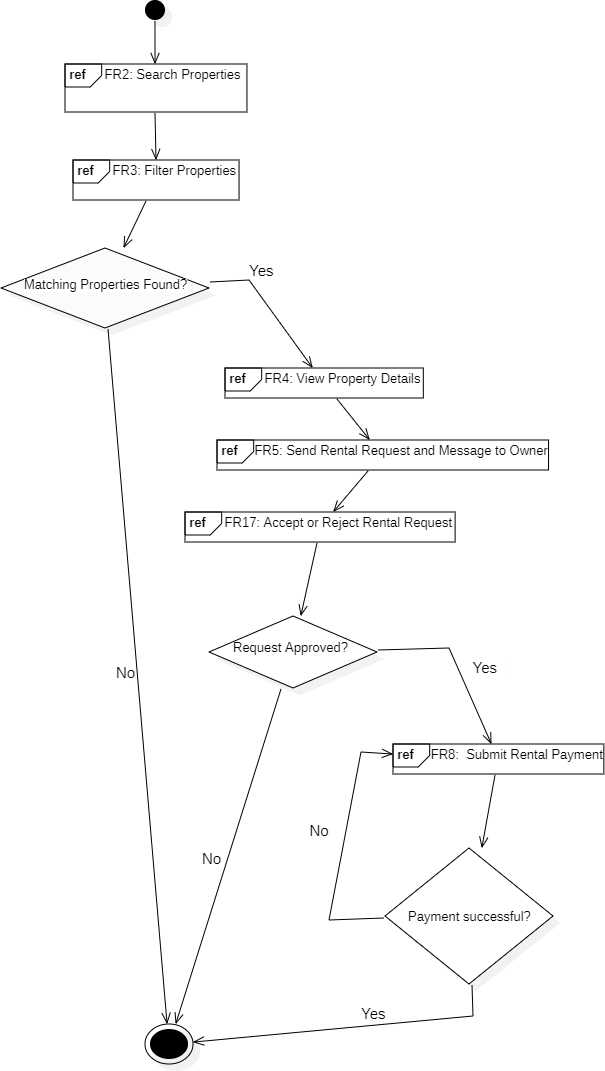 ref FR2: Search Properties
ref FR3: Filter Properties
Matching Properties Found?
Yes
ref FR4: View Property Details
ref FR5: Send Rental Request and Message to Owner
ref FR17: Accept or Reject Rental Request
Request Approved?
Yes
No
ref FR8:  Submit Rental Payment
No
No
Payment successful?
Yes